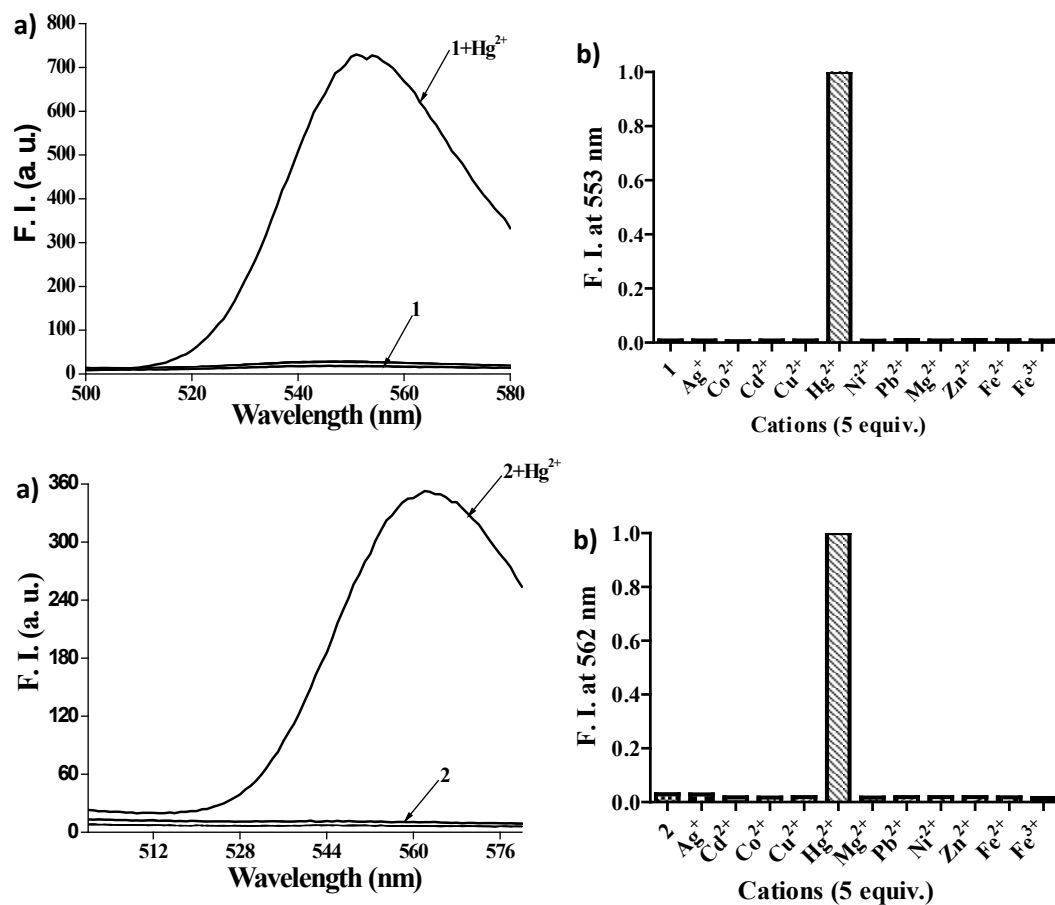 a)
800
700
600
500
400
300
200
100
0
F. I. (a. u.)
1+Hg²⁺
1
500 520 540 560 580
Wavelength (nm)
b)
1.0
0.8
0.6
0.4
0.2
0.0
F. I. at 553 nm
1 Ag⁺ Co²⁺ Cd²⁺ Cu²⁺ Hg²⁺ Ni²⁺ Pb²⁺ Mg²⁺ Zn²⁺ Fe²⁺ Fe³⁺
Cations (5 equiv.)
a)
360
300
240
180
120
60
0
F. I. (a. u.)
2+Hg²⁺
2
512 528 544 560 576
Wavelength (nm)
b)
1.0
0.8
0.6
0.4
0.2
0.0
F. I. at 562 nm
2 Ag⁺ Cd²⁺ Co²⁺ Cu²⁺ Hg²⁺ Mg²⁺ Pb²⁺ Ni²⁺ Zn²⁺ Fe²⁺ Fe³⁺
Cations (5 equiv.)